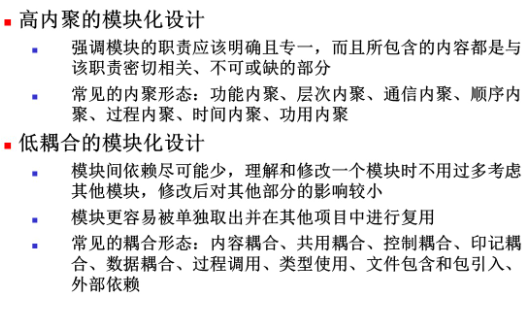 高内聚的模块化设计
强调模块的职责应该明确且专一，而且所包含的内容都是与
该职责密切相关、不可或缺的部分
常见的内聚形态：功能内聚、层次内聚、通信内聚、顺序内
聚、过程内聚、时间内聚、功用内聚
低耦合的模块化设计
模块间依赖尽可能少，理解和修改一个模块时不用过多考虑
其他模块，修改后对其他部分的影响较小
模块更容易被单独取出并在其他项目中进行复用
常见的耦合形态：内容耦合、共用耦合、控制耦合、印记耦
合、数据耦合、过程调用、类型使用、文件包含和包引入、
外部依赖